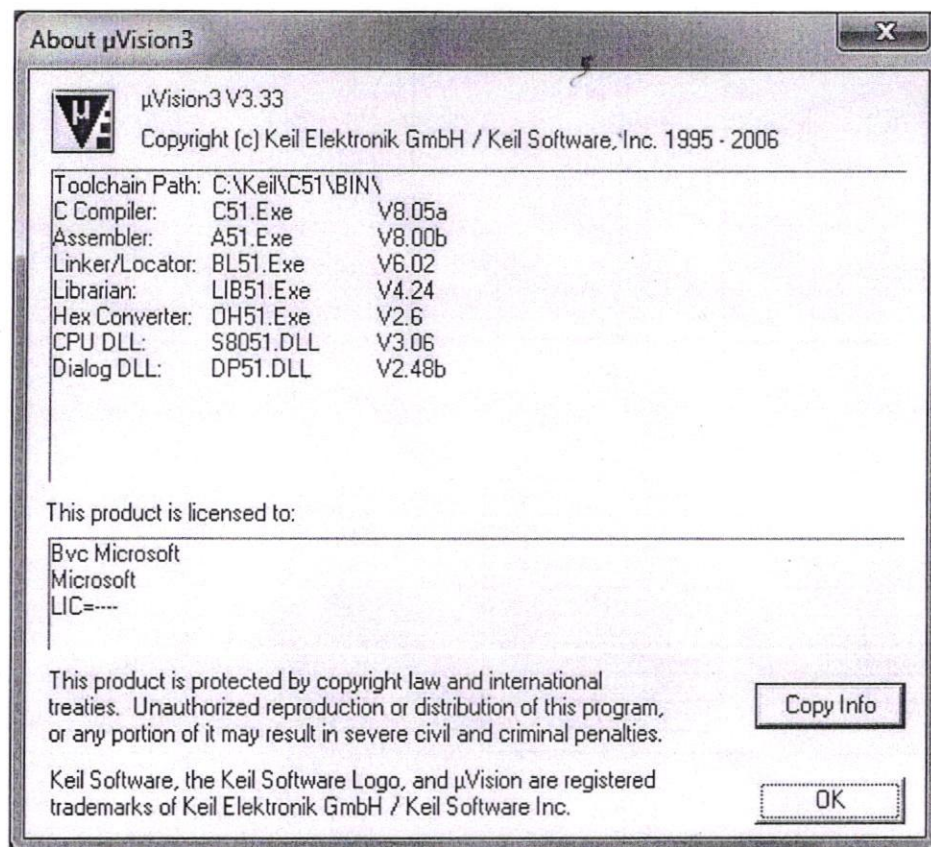 About µVision3
X
µ
µVision3 V3.33
Copyright (c) Keil Elektronik GmbH / Keil Software, Inc. 1995 - 2006
Toolchain Path: C:\Keil\C51\BIN\
C Compiler: C51.Exe V8.05a
Assembler: A51.Exe V8.00b
Linker/Locator: BL51.Exe V6.02
Librarian: LIB51.Exe V4.24
Hex Converter: OH51.Exe V2.6
CPU DLL: S8051.DLL V3.06
Dialog DLL: DP51.DLL V2.48b
This product is licensed to:
Bvc Microsoft
Microsoft
LIC=----
This product is protected by copyright law and international
treaties. Unauthorized reproduction or distribution of this program,
or any portion of it may result in severe civil and criminal penalties.
Copy Info
Keil Software, the Keil Software Logo, and µVision are registered
trademarks of Keil Elektronik GmbH / Keil Software Inc.
OK